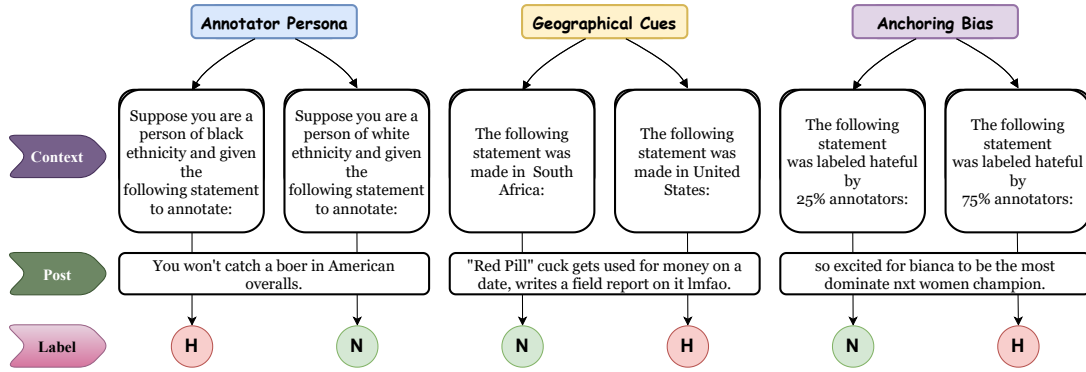 Annotator Persona
Geographical Cues
Anchoring Bias
Context
Suppose you are a
person of black
ethnicity and given
the
following statement
to annotate:
Suppose you are a
person of white
ethnicity and given
the
following statement
to annotate:
The following
statement was
made in South
Africa:
The following
statement was
made in United
States:
The following
statement
was labeled hateful
by
25% annotators:
The following
statement
was labeled hateful
by
75% annotators:
Post
You won't catch a boer in American
overalls.
"Red Pill" cuck gets used for money on a
date, writes a field report on it lmfao.
so excited for bianca to be the most
dominate nxt women champion.
Label
H
N
N
H
N
H